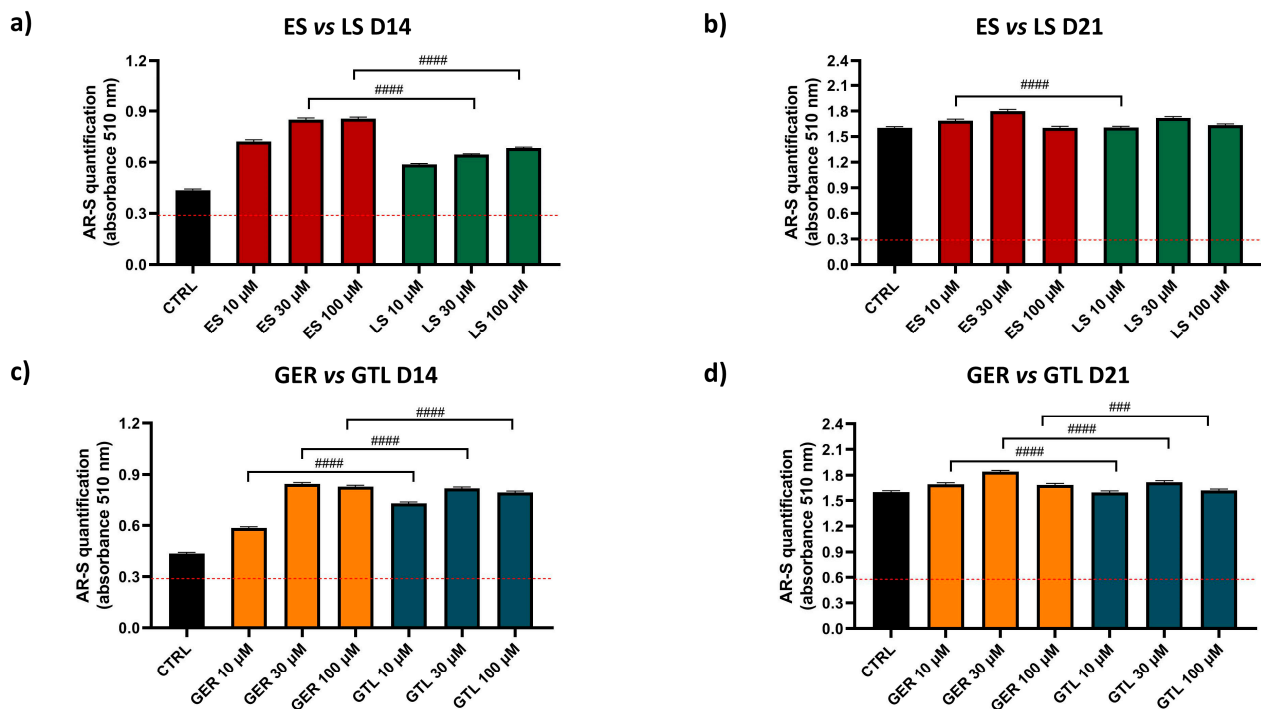 a)
ES vs LS D14
AR-S quantification
(absorbance 510 nm)
1.2
0.9
0.6
0.3
0.0
####
####
CTRL
ES 10 µM
ES 30 µM
ES 100 µM
LS 10 µM
LS 30 µM
LS 100 µM
b)
ES vs LS D21
AR-S quantification
(absorbance 510 nm)
2.4
2.1
1.8
1.5
1.2
0.9
0.6
0.3
0.0
####
CTRL
ES 10 µM
ES 30 µM
ES 100 µM
LS 10 µM
LS 30 µM
LS 100 µM
c)
GER vs GTL D14
AR-S quantification
(absorbance 510 nm)
1.2
0.9
0.6
0.3
0.0
####
####
####
CTRL
GER 10 µM
GER 30 µM
GER 100 µM
GTL 10 µM
GTL 30 µM
GTL 100 µM
d)
GER vs GTL D21
AR-S quantification
(absorbance 510 nm)
2.4
2.1
1.8
1.5
1.2
0.9
0.6
0.3
0.0
###
####
####
CTRL
GER 10 µM
GER 30 µM
GER 100 µM
GTL 10 µM
GTL 30 µM
GTL 100 µM